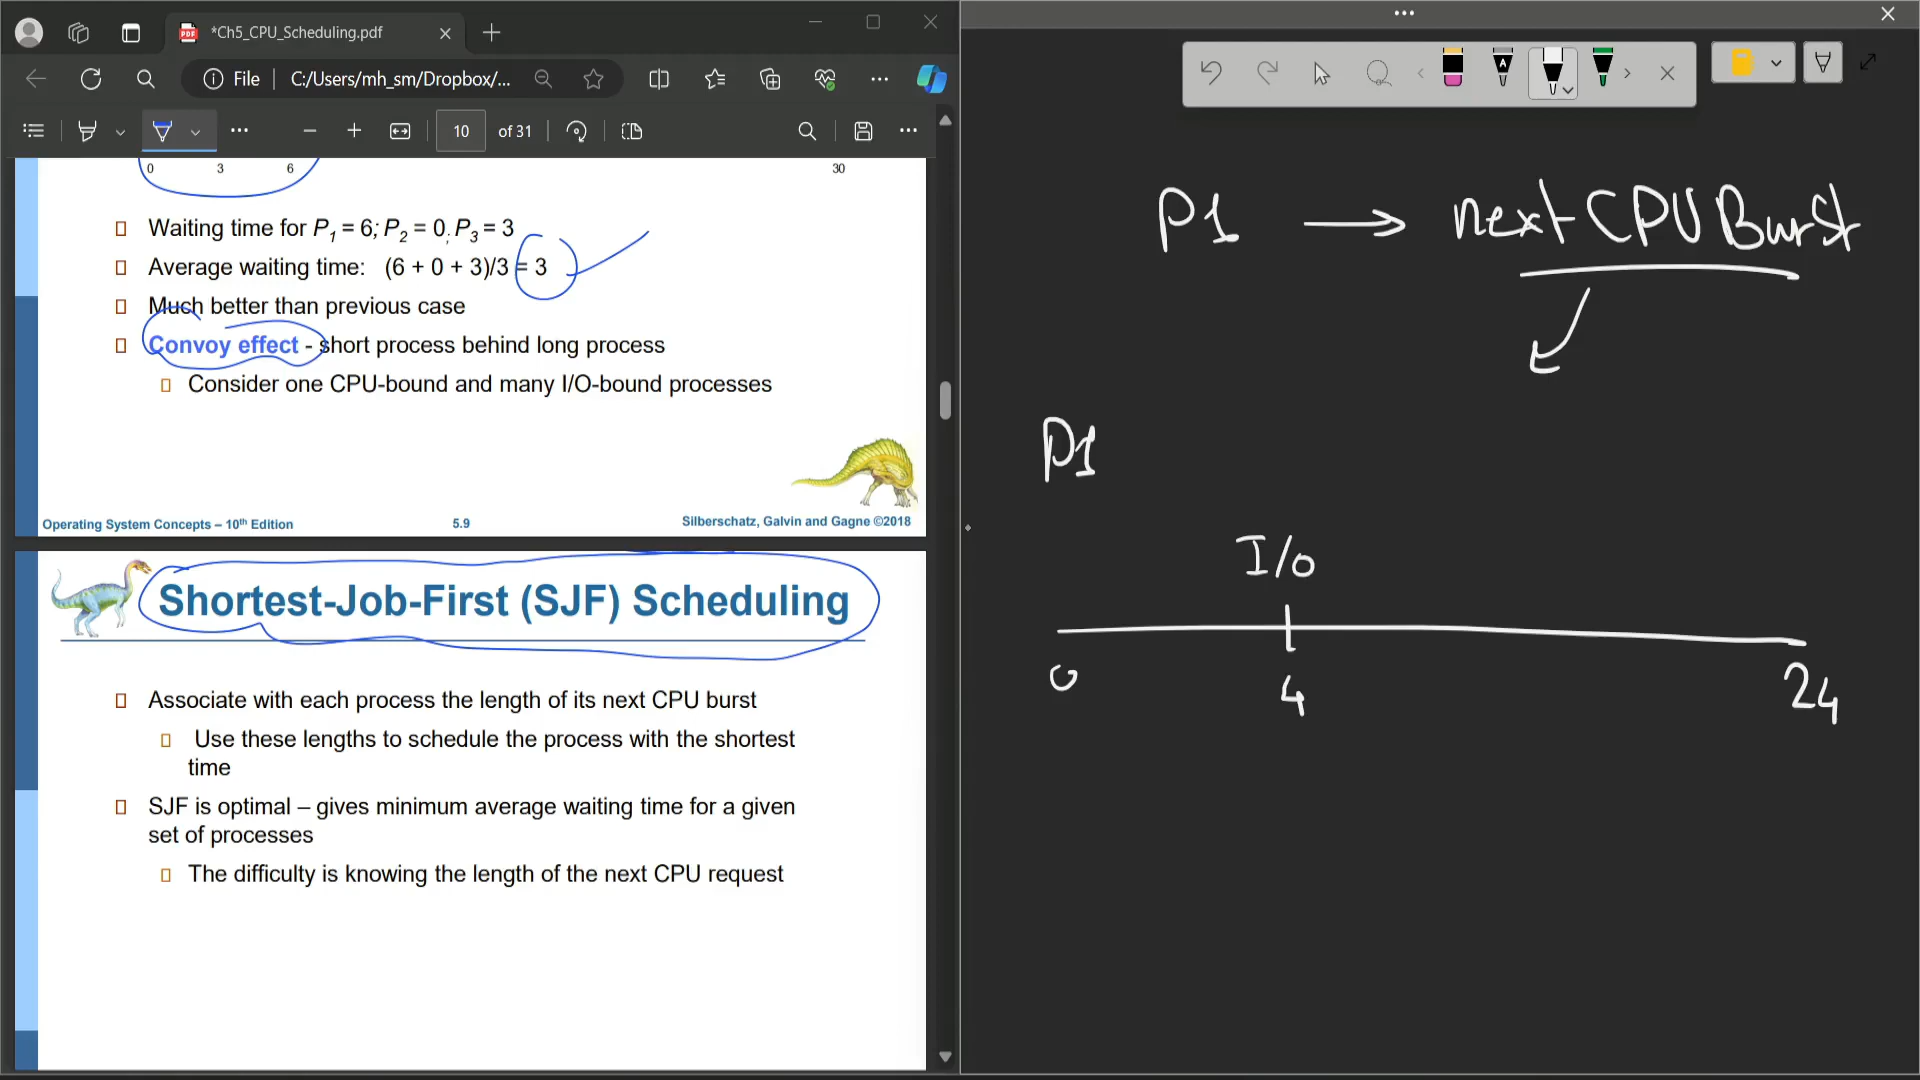 *Ch5_CPU_Scheduling.pdf
File
C:/Users/mh_sm/Dropbox/...
10 of 31
0 3 6 30
Waiting time for P1 = 6; P2 = 0; P3 = 3
Average waiting time: (6 + 0 + 3)/3 = 3
Much better than previous case
Convoy effect - short process behind long process
Consider one CPU-bound and many I/O-bound processes
Operating System Concepts – 10th Edition 5.9 Silberschatz, Galvin and Gagne ©2018
Shortest-Job-First (SJF) Scheduling
Associate with each process the length of its next CPU burst
Use these lengths to schedule the process with the shortest
time
SJF is optimal – gives minimum average waiting time for a given
set of processes
The difficulty is knowing the length of the next CPU request
P1 → next CPU Burst
P1
I/O
0 4 24